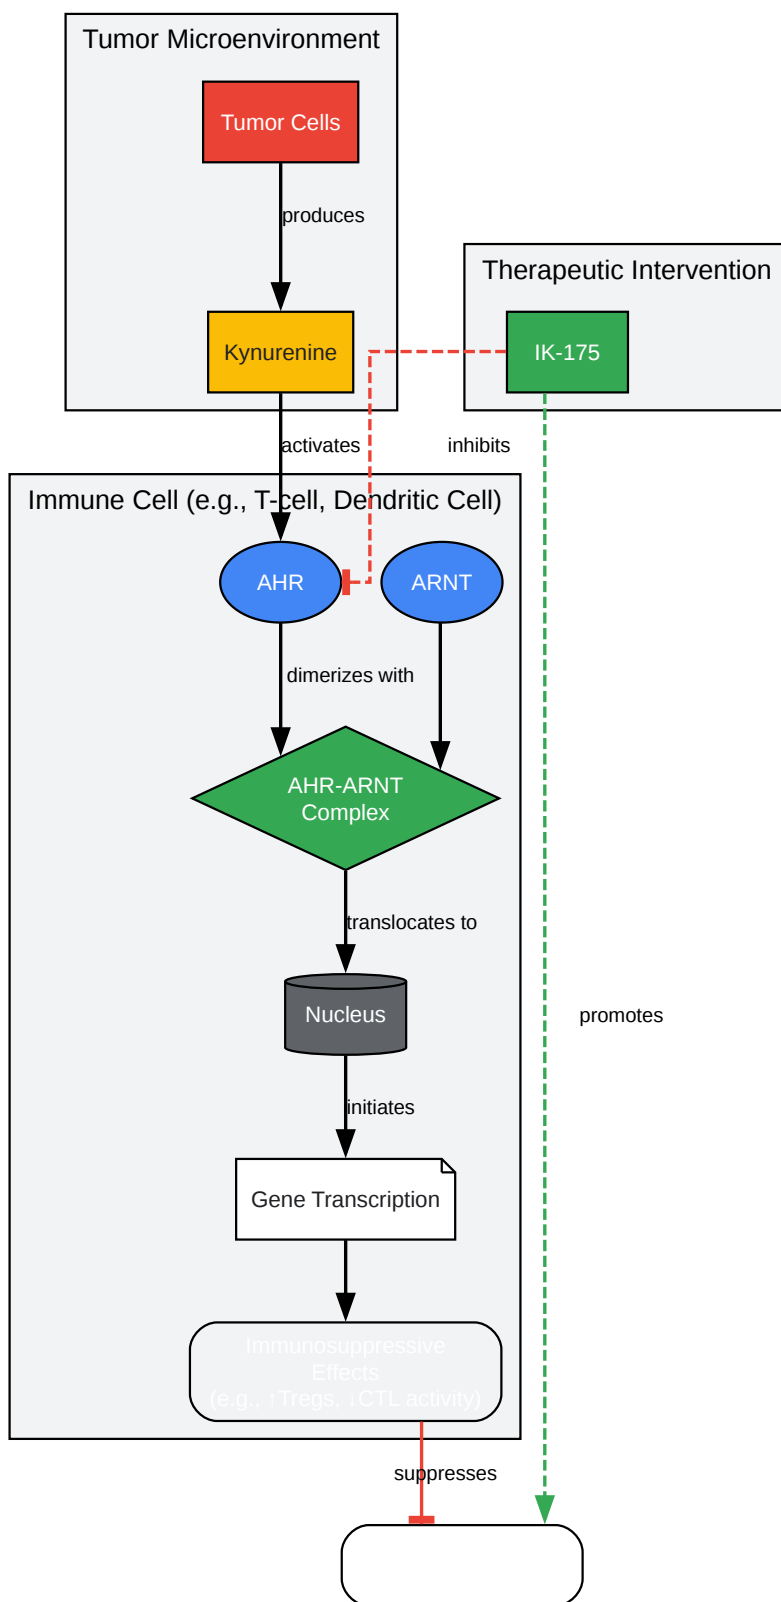 Tumor Microenvironment
Tumor Cells
produces
Therapeutic Intervention
Kynurenine
IK-175
activates
inhibits
Immune Cell (e.g., T-cell, Dendritic Cell)
AHR
ARNT
dimerizes with
AHR-ARNT
Complex
translocates to
Nucleus
promotes
initiates
Gene Transcription
Immunosuppressive
Effects
(e.g., ↑Tregs, ↓CTL activity)
suppresses